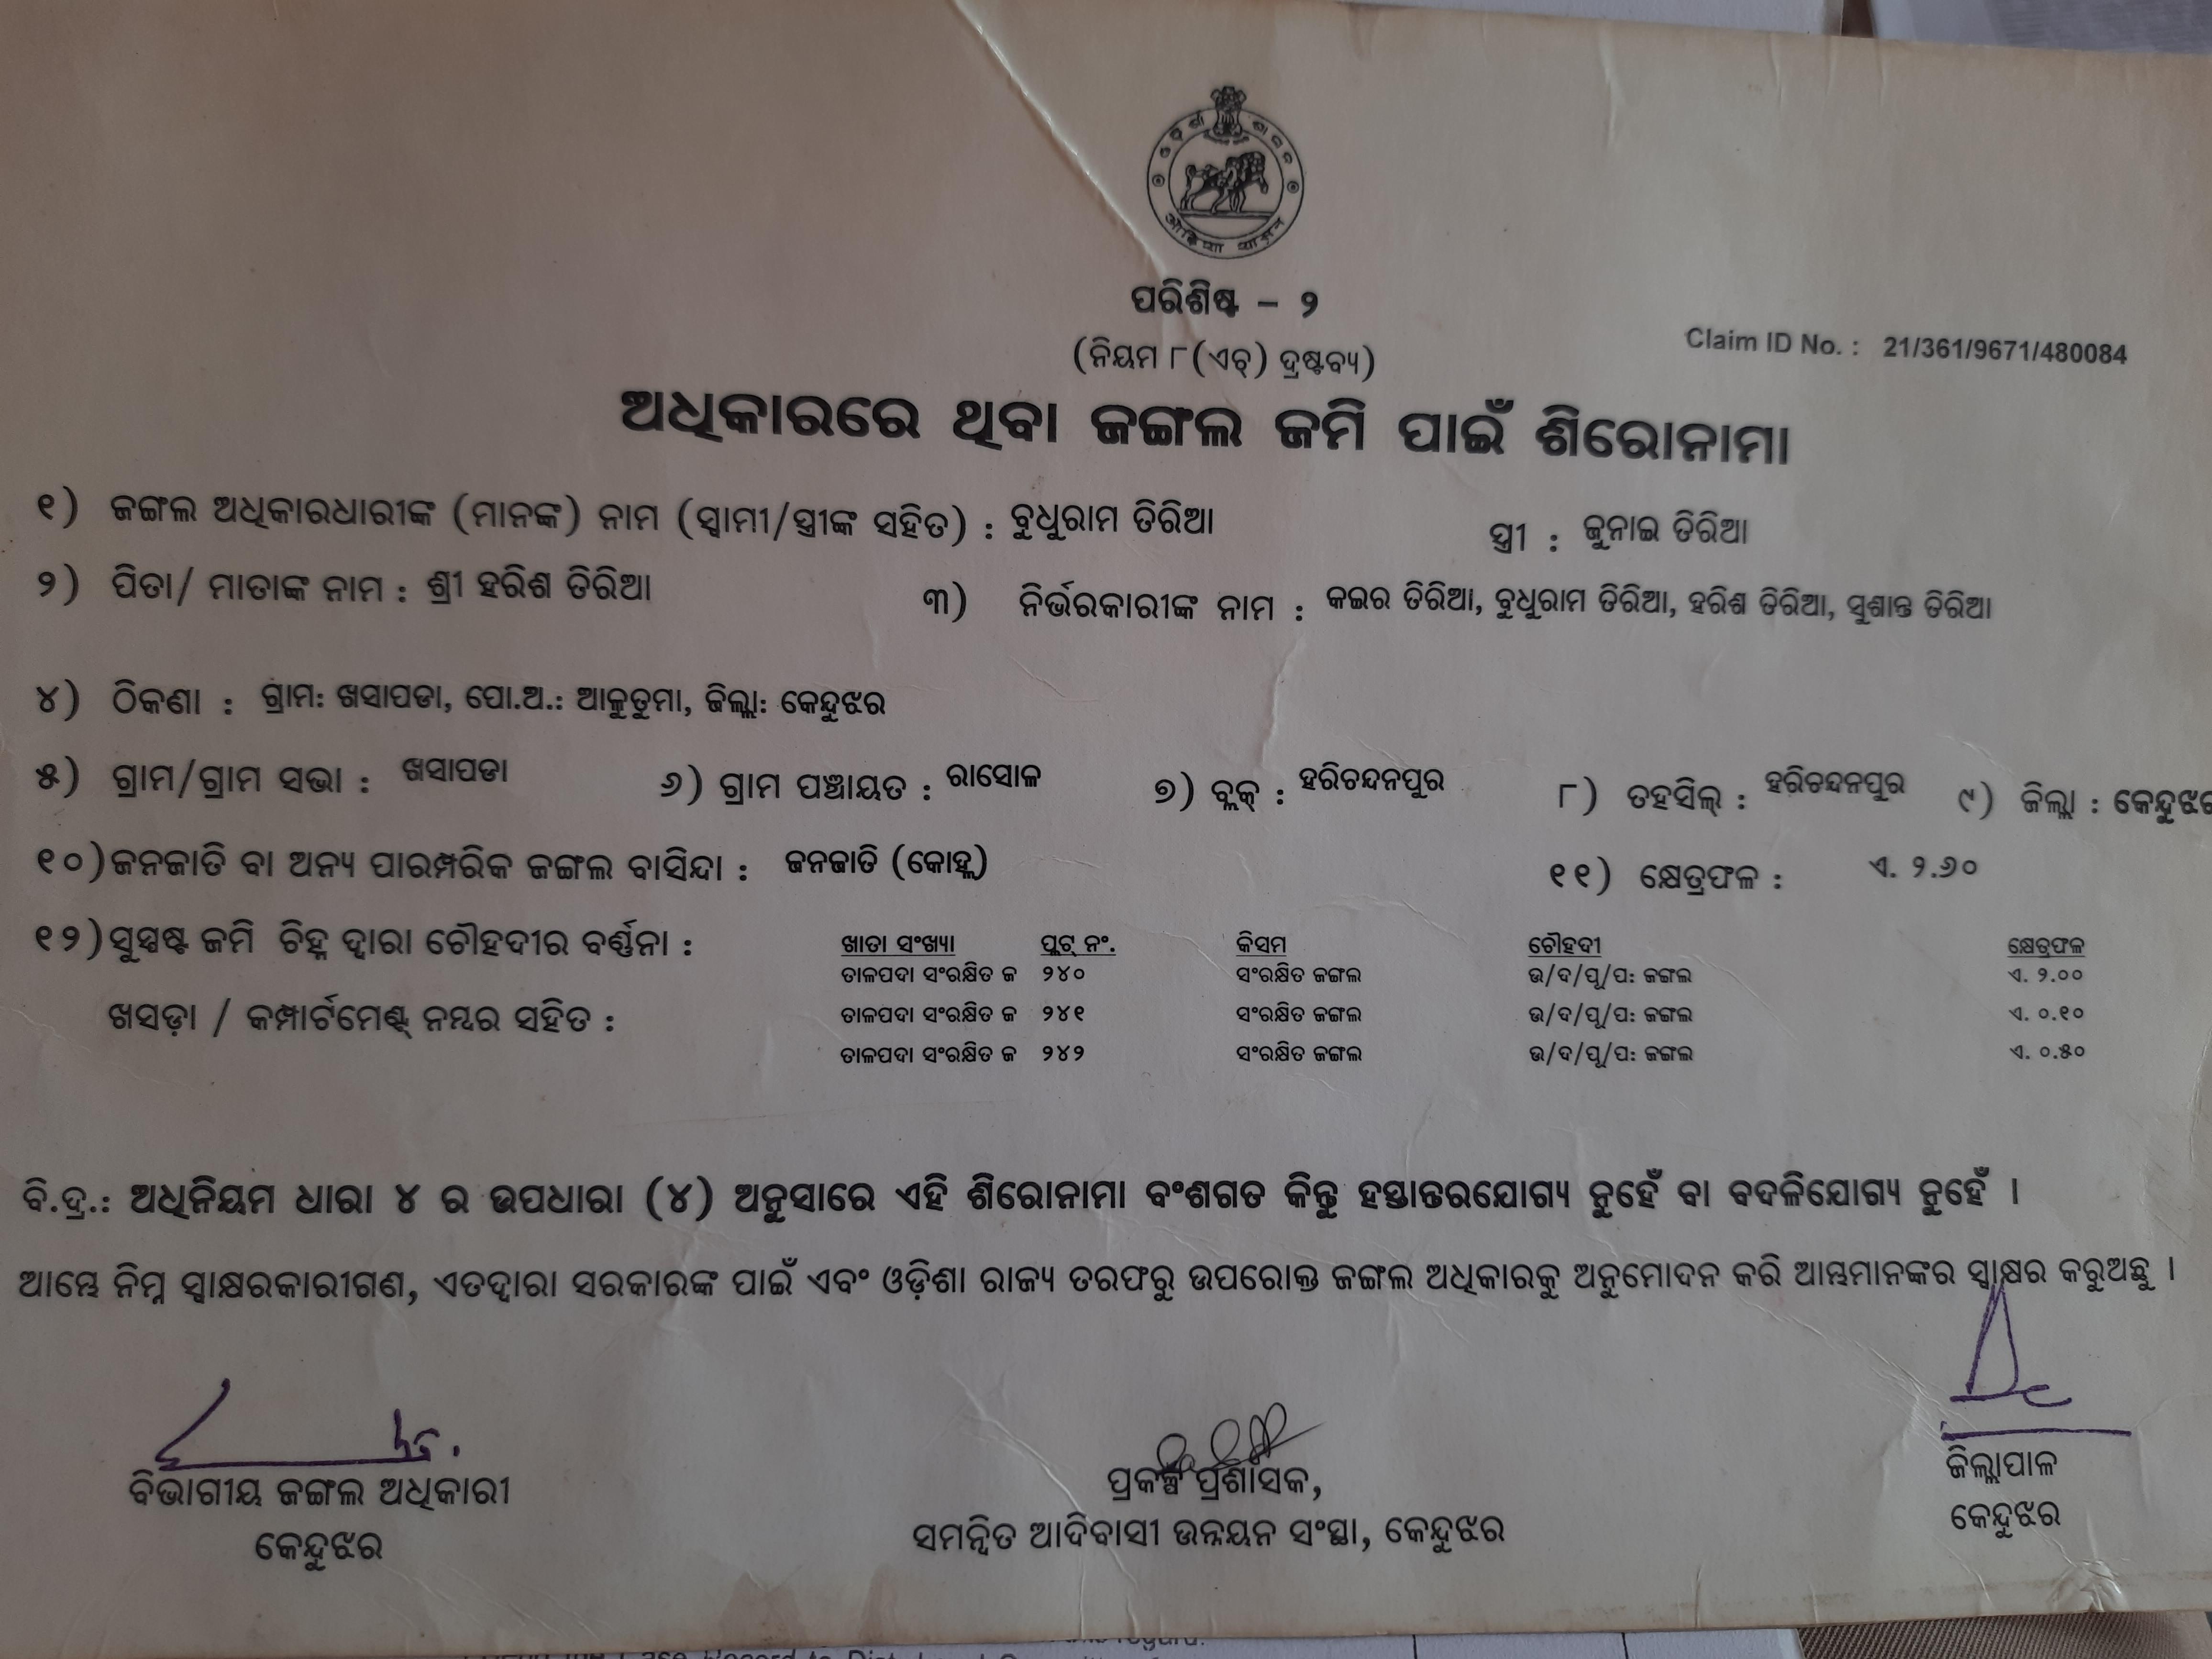 ଓଡ଼ିଶା ଶାସନ
ओड़िशा शासन
ପରିଶିଷ୍ଟ – ୨
(ନିୟମ ୮(ଏଚ୍) ଦ୍ରଷ୍ଟବ୍ୟ)
Claim ID No. : 21/361/9671/480084
ଅଧିକାରରେ ଥିବା ଜଙ୍ଗଲ ଜମି ପାଇଁ ଶିରୋନାମା
୧) ଜଙ୍ଗଲ ଅଧିକାରଧାରୀଙ୍କ (ମାନଙ୍କ) ନାମ (ସ୍ୱାମୀ/ସ୍ତ୍ରୀଙ୍କ ସହିତ) : ବୁଧୁରାମ ତିରିଆ ସ୍ତ୍ରୀ : ଜୁନାଇ ତିରିଆ
୨) ପିତା/ ମାତାଙ୍କ ନାମ : ଶ୍ରୀ ହରିଶ ତିରିଆ ୩) ନିର୍ଭରକାରୀଙ୍କ ନାମ : କଇର ତିରିଆ, ବୁଧୁରାମ ତିରିଆ, ହରିଶ ତିରିଆ, ସୁଶାନ୍ତ ତିରିଆ
୪) ଠିକଣା : ଗ୍ରାମ: ଖସାପଡା, ପୋ.ଅ.: ଆଳୁତୁମା, ଜିଲ୍ଲା: କେନ୍ଦୁଝର
୫) ଗ୍ରାମ/ଗ୍ରାମ ସଭା : ଖସାପଡା ୬) ଗ୍ରାମ ପଞ୍ଚାୟତ : ରାସୋଳ ୭) ବ୍ଲକ୍ : ହରିଚନ୍ଦନପୁର ୮) ତହସିଲ୍ : ହରିଚନ୍ଦନପୁର ୯) ଜିଲ୍ଲା : କେନ୍ଦୁଝର
୧୦) ଜନଜାତି ବା ଅନ୍ୟ ପାରମ୍ପରିକ ଜଙ୍ଗଲ ବାସିନ୍ଦା : ଜନଜାତି (କୋହ୍ଲ) ୧୧) କ୍ଷେତ୍ରଫଳ : ଏ. ୨.୬୦
୧୨) ସୁସ୍ପଷ୍ଟ ଜମି ଚିହ୍ନ ଦ୍ୱାରା ଚୌହଦୀର ବର୍ଣ୍ଣନା : ଖାତା ସଂଖ୍ୟା ପ୍ଲଟ୍ ନଂ. କିସମ ଚୌହଦୀ କ୍ଷେତ୍ରଫଳ
ତାଳପଦା ସଂରକ୍ଷିତ ଜ ୨୪୦ ସଂରକ୍ଷିତ ଜଙ୍ଗଲ ଉ/ଦ/ପୂ/ପ: ଜଙ୍ଗଲ ଏ. ୨.୦୦
ଖସଡ଼ା / କମ୍ପାର୍ଟମେଣ୍ଟ୍ ନମ୍ବର ସହିତ : ତାଳପଦା ସଂରକ୍ଷିତ ଜ ୨୪୧ ସଂରକ୍ଷିତ ଜଙ୍ଗଲ ଉ/ଦ/ପୂ/ପ: ଜଙ୍ଗଲ ଏ. ୦.୧୦
ତାଳପଦା ସଂରକ୍ଷିତ ଜ ୨୪୨ ସଂରକ୍ଷିତ ଜଙ୍ଗଲ ଉ/ଦ/ପୂ/ପ: ଜଙ୍ଗଲ ଏ. ୦.୫୦
ବି.ଦ୍ର.: ଅଧିନିୟମ ଧାରା ୪ ର ଉପଧାରା (୪) ଅନୁସାରେ ଏହି ଶିରୋନାମା ବଂଶଗତ କିନ୍ତୁ ହସ୍ତାନ୍ତରଯୋଗ୍ୟ ନୁହେଁ ବା ବଦଳିଯୋଗ୍ୟ ନୁହେଁ ।
ଆମ୍ଭେ ନିମ୍ନ ସ୍ୱାକ୍ଷରକାରୀଗଣ, ଏତଦ୍ୱାରା ସରକାରଙ୍କ ପାଇଁ ଏବଂ ଓଡ଼ିଶା ରାଜ୍ୟ ତରଫରୁ ଉପରୋକ୍ତ ଜଙ୍ଗଲ ଅଧିକାରକୁ ଅନୁମୋଦନ କରି ଆମ୍ଭମାନଙ୍କର ସ୍ୱାକ୍ଷର କରୁଅଛୁ ।
ବିଭାଗୀୟ ଜଙ୍ଗଲ ଅଧିକାରୀ
କେନ୍ଦୁଝର
ପ୍ରକଳ୍ପ ପ୍ରଶାସକ,
ସମନ୍ୱିତ ଆଦିବାସୀ ଉନ୍ନୟନ ସଂସ୍ଥା, କେନ୍ଦୁଝର
ଜିଲ୍ଲାପାଳ
କେନ୍ଦୁଝର